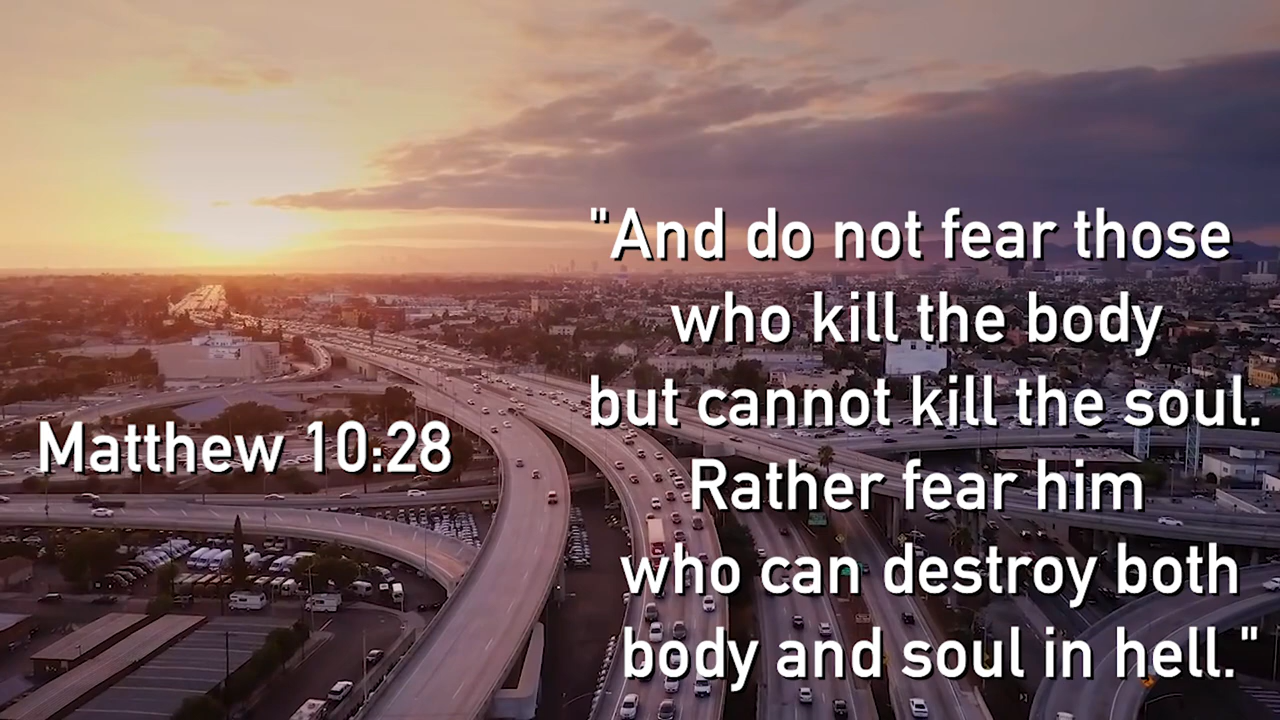 Matthew 10:28
"And do not fear those
who kill the body
but cannot kill the soul.
Rather fear him
who can destroy both
body and soul in hell."